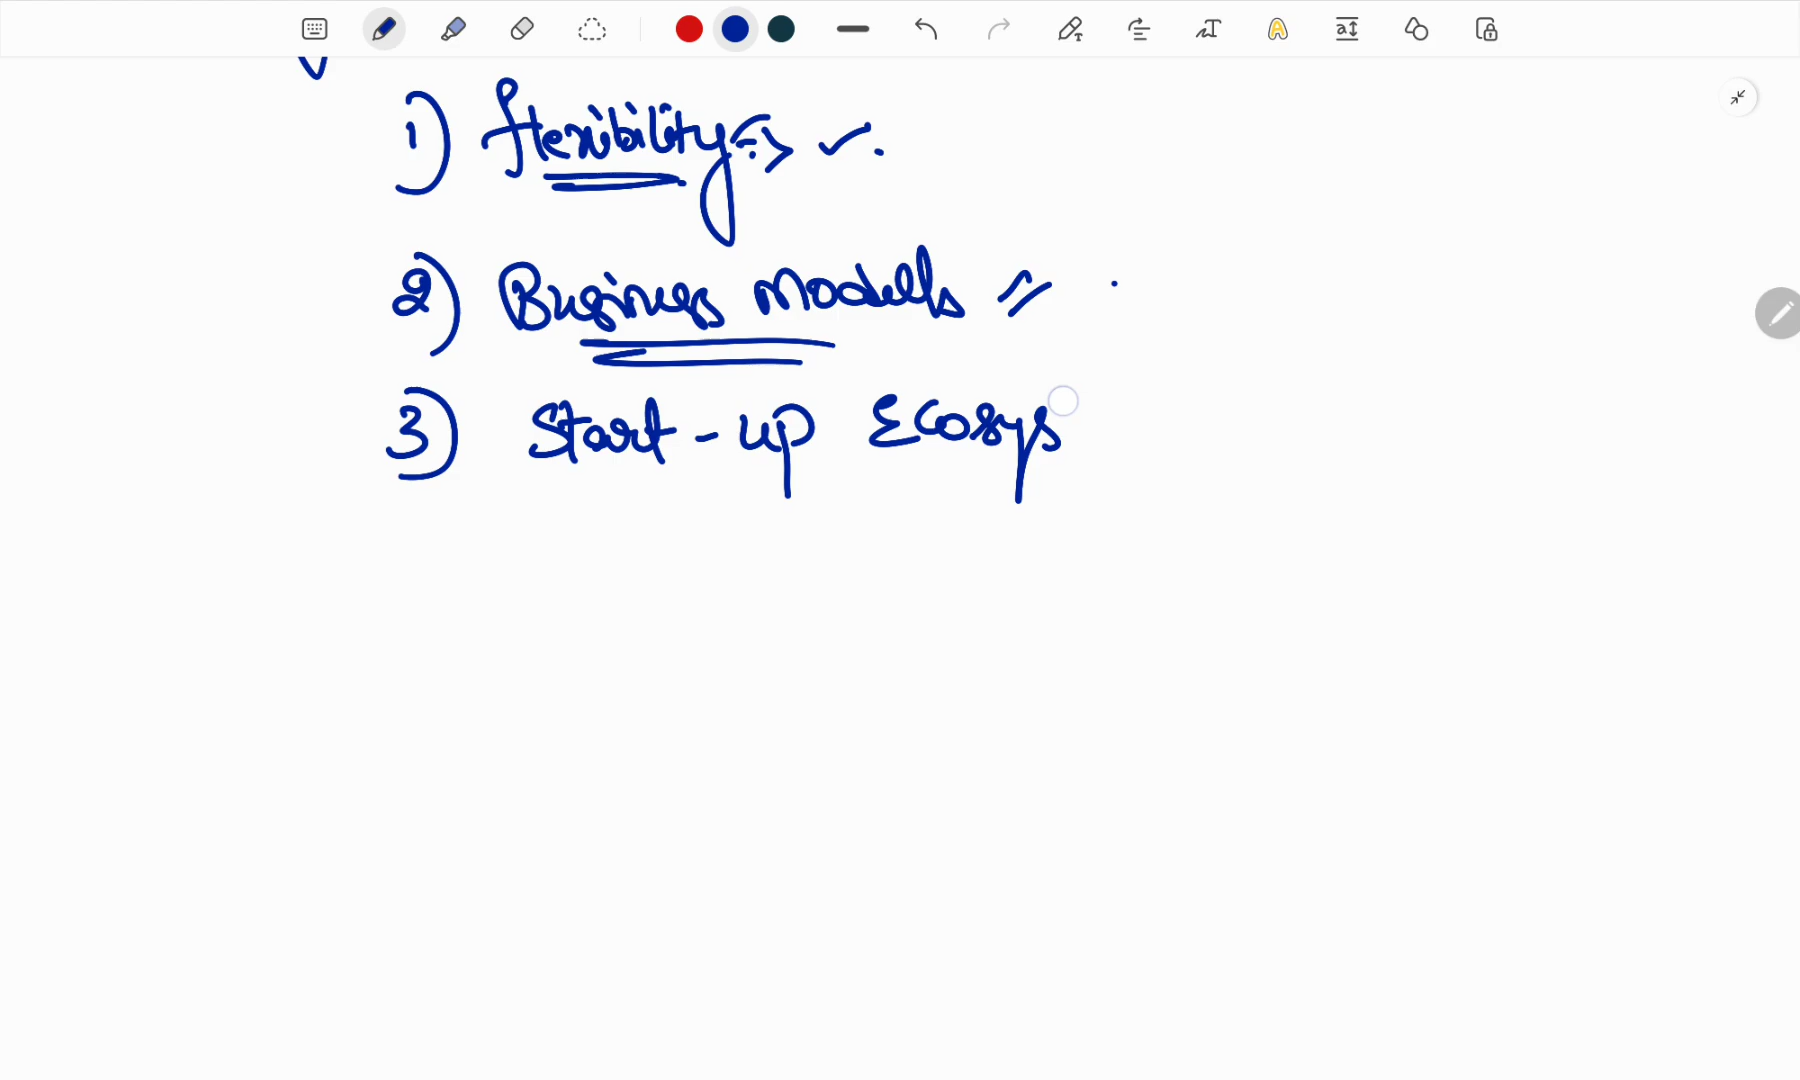 1) flexibility :->
2) Business Models
3) Start-up Ecosys